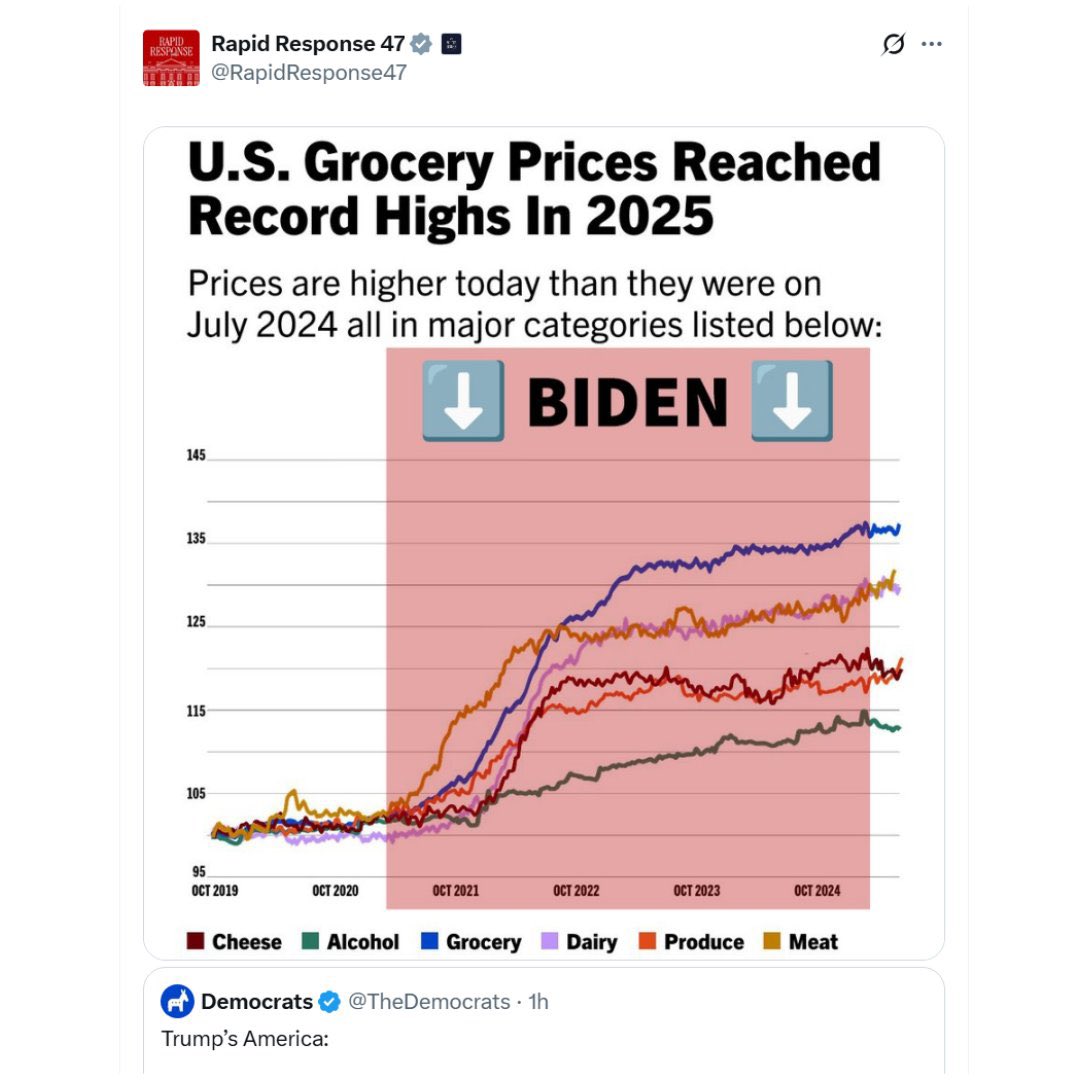 RAPID
RESPONSE
Rapid Response 47
@RapidResponse47
U.S. Grocery Prices Reached
Record Highs In 2025
Prices are higher today than they were on
July 2024 all in major categories listed below:
BIDEN
145
135
125
115
105
95
OCT 2019 OCT 2020 OCT 2021 OCT 2022 OCT 2023 OCT 2024
Cheese Alcohol Grocery Dairy Produce Meat
Democrats @TheDemocrats · 1h
Trump’s America: